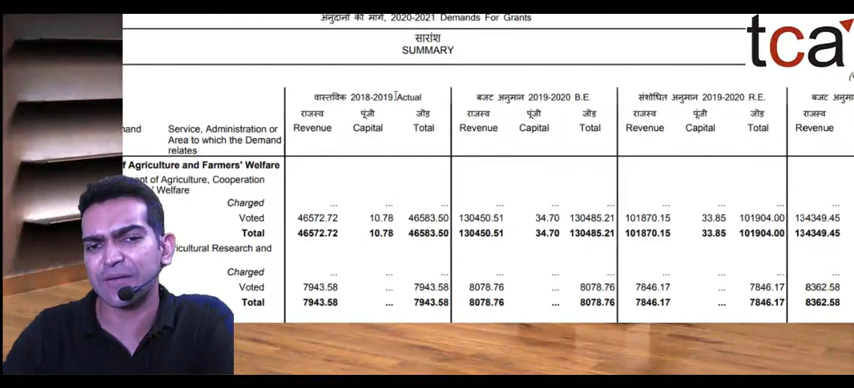 अनुदानों की मांगें, 2020-2021 Demands For Grants
सारांश
SUMMARY
tca
वास्तविक 2018-2019 Actual बजट अनुमान 2019-2020 B.E. संशोधित अनुमान 2019-2020 R.E. बजट अनुमा
राजस्व पूंजी जोड़ राजस्व पूंजी जोड़ राजस्व पूंजी जोड़ राजस्व
mand Service, Administration or Revenue Capital Total Revenue Capital Total Revenue Capital Total Revenue
Area to which the Demand
relates
f Agriculture and Farmers' Welfare
ent of Agriculture, Cooperation
Welfare
Charged ... ... ... ... ... ... ... ... ... ...
Voted 46572.72 10.78 46583.50 130450.51 34.70 130485.21 101870.15 33.85 101904.00 134349.45
Total 46572.72 10.78 46583.50 130450.51 34.70 130485.21 101870.15 33.85 101904.00 134349.45
ricultural Research and
Charged ... ... ... ... ... ... ... ... ... ...
Voted 7943.58 ... 7943.58 8078.76 ... 8078.76 7846.17 ... 7846.17 8362.58
Total 7943.58 ... 7943.58 8078.76 ... 8078.76 7846.17 ... 7846.17 8362.58